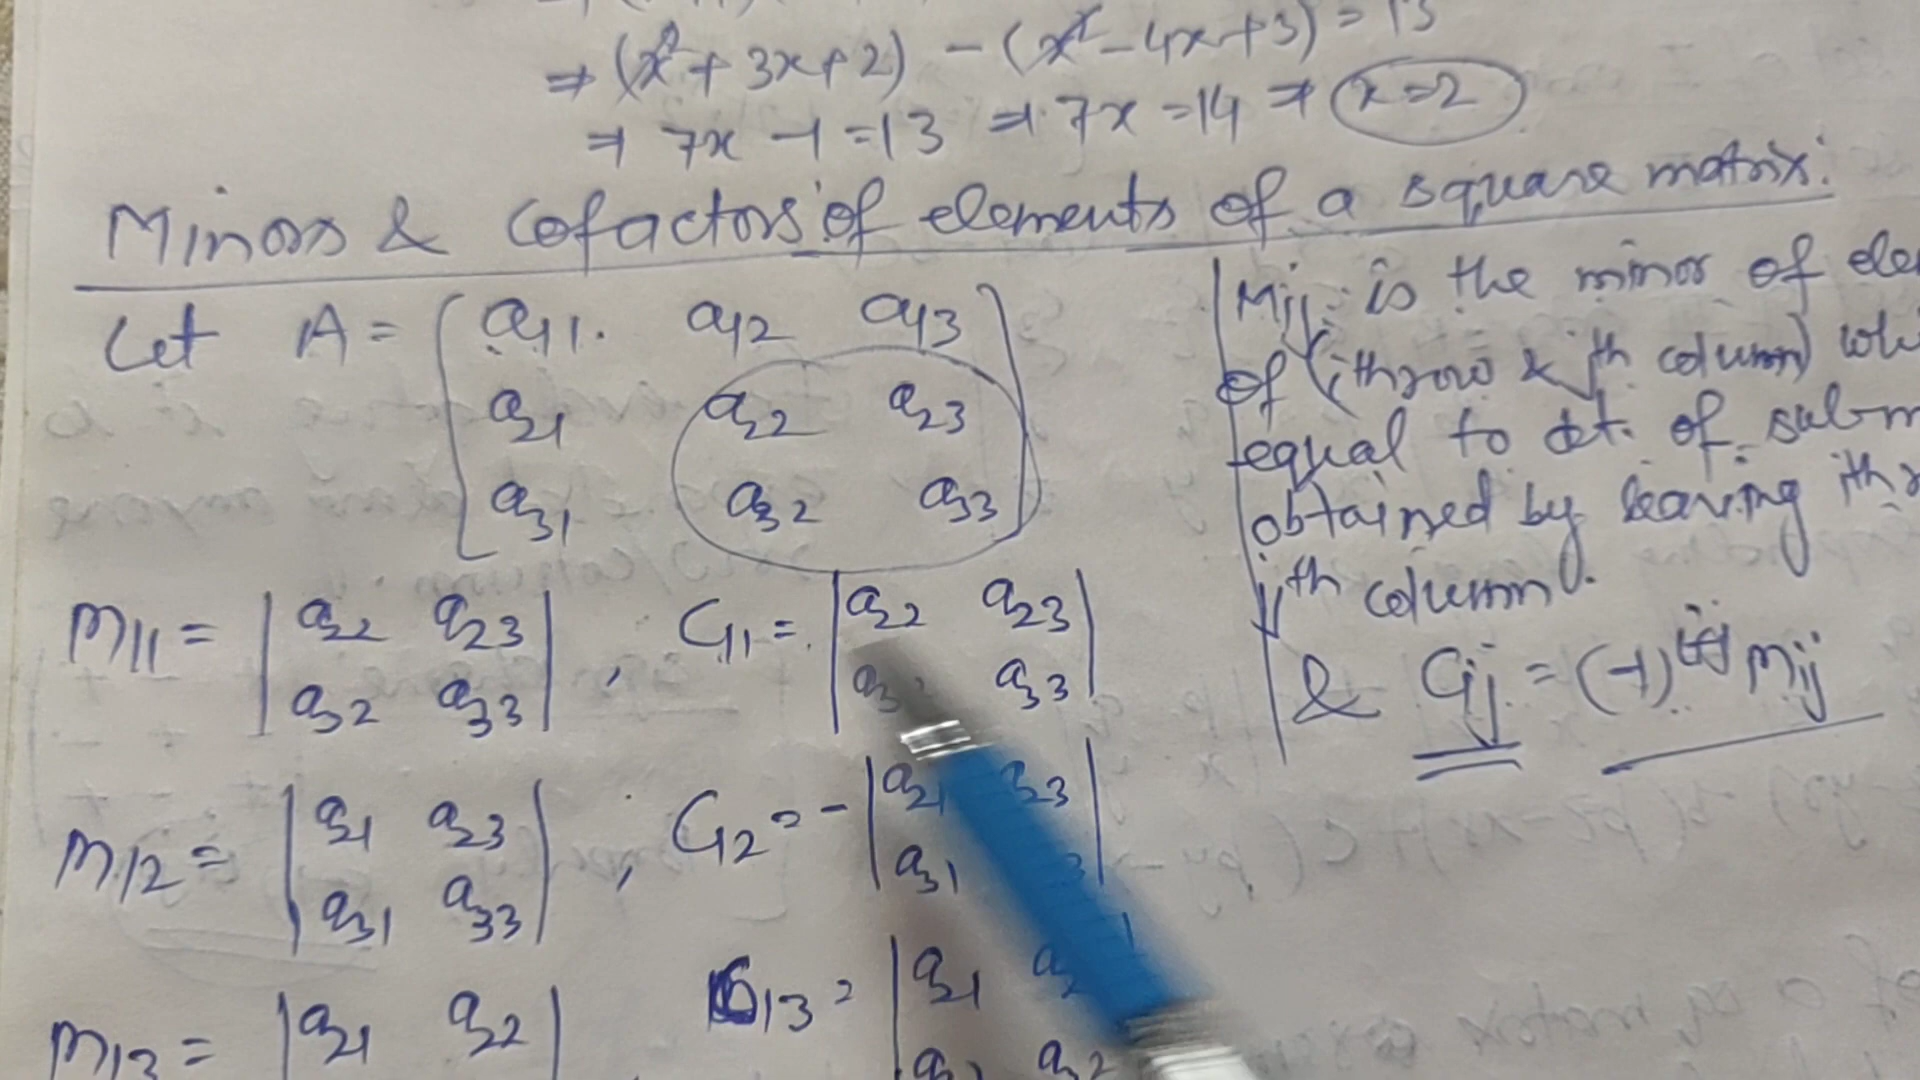 ⇒ (x²+3x+2) - (x²-4x+3) = 13
⇒ 7x-1=13 ⇒ 7x=14 ⇒ x=2
Minors & Cofactors of elements of a square matrix:
Let A = [a11 a12 a13
a21 a22 a23
a31 a32 a33]
Mij is the minor of
of (ith row & jth column)
equal to det. of
obtained by leaving ith
jth column.
& Cij = (-1)^(i+j) Mij
M11 = |a22 a23
a32 a33| , C11 = |a22 a23
a33|
M12 = |a21 a23
a31 a33| , C12 = -|a21
a31
M13 = |a21 a22| C13 = |a21